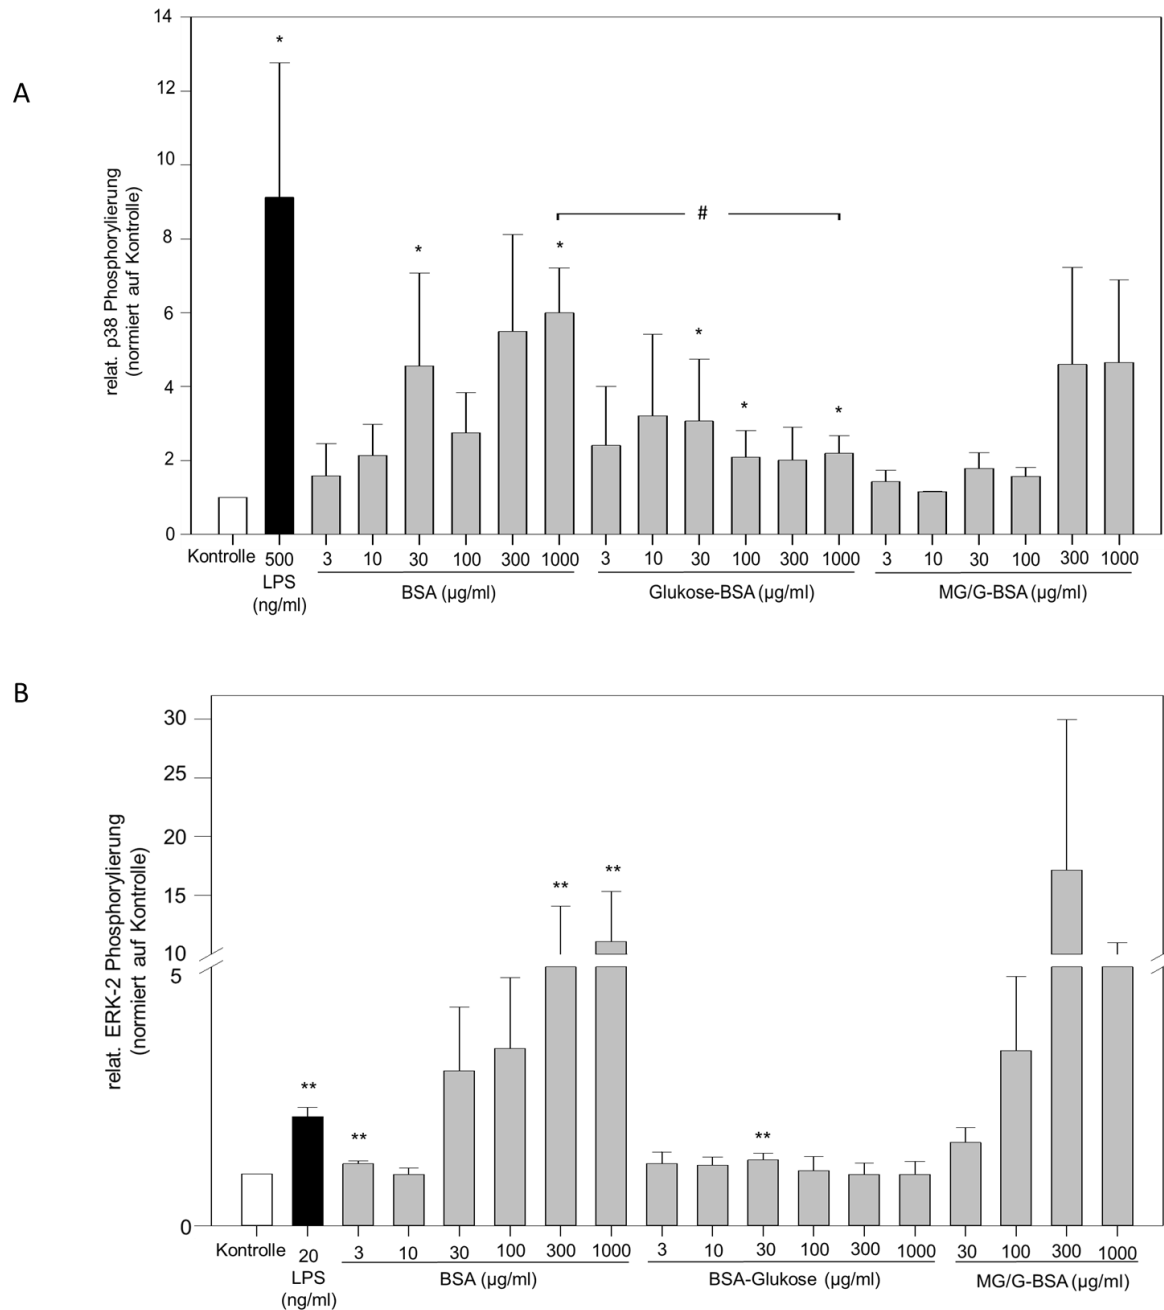 A
relat. p38 Phosphorylierung
(normiert auf Kontrolle)
14
12
10
8
6
4
2
0
*
*
*
#
*
*
*
Kontrolle 500 3 10 30 100 300 1000 3 10 30 100 300 1000 3 10 30 100 300 1000
LPS
(ng/ml)
BSA (µg/ml) Glukose-BSA (µg/ml) MG/G-BSA (µg/ml)
B
relat. ERK-2 Phosphorylierung
(normiert auf Kontrolle)
30
25
20
15
10
5
0
**
**
**
**
**
Kontrolle 20 3 10 30 100 300 1000 3 10 30 100 300 1000 30 100 300 1000
LPS
(ng/ml)
BSA (µg/ml) BSA-Glukose (µg/ml) MG/G-BSA (µg/ml)